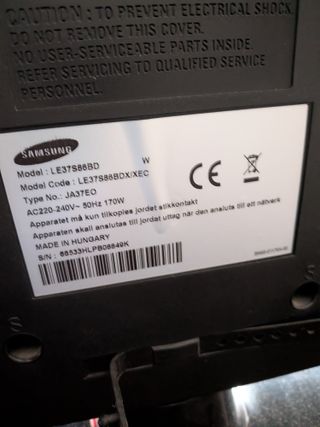 CAUTION : TO PREVENT ELECTRICAL SHOCK,
DO NOT REMOVE THIS COVER.
NO USER-SERVICEABLE PARTS INSIDE.
REFER SERVICING TO QUALIFIED SERVICE
PERSONNEL.
SAMSUNG
Model : LE37S86BD W
Model Code : LE37S86BDX/XEC
Type No. : JA37EO
AC220-240V~ 50Hz 170W
CE
Apparatet må kun tilkoples jordet stikkontakt
Apparaten skall anslutas till jordat uttag när den ansluts till ett nätverk
MADE IN HUNGARY
S/N :
S
S